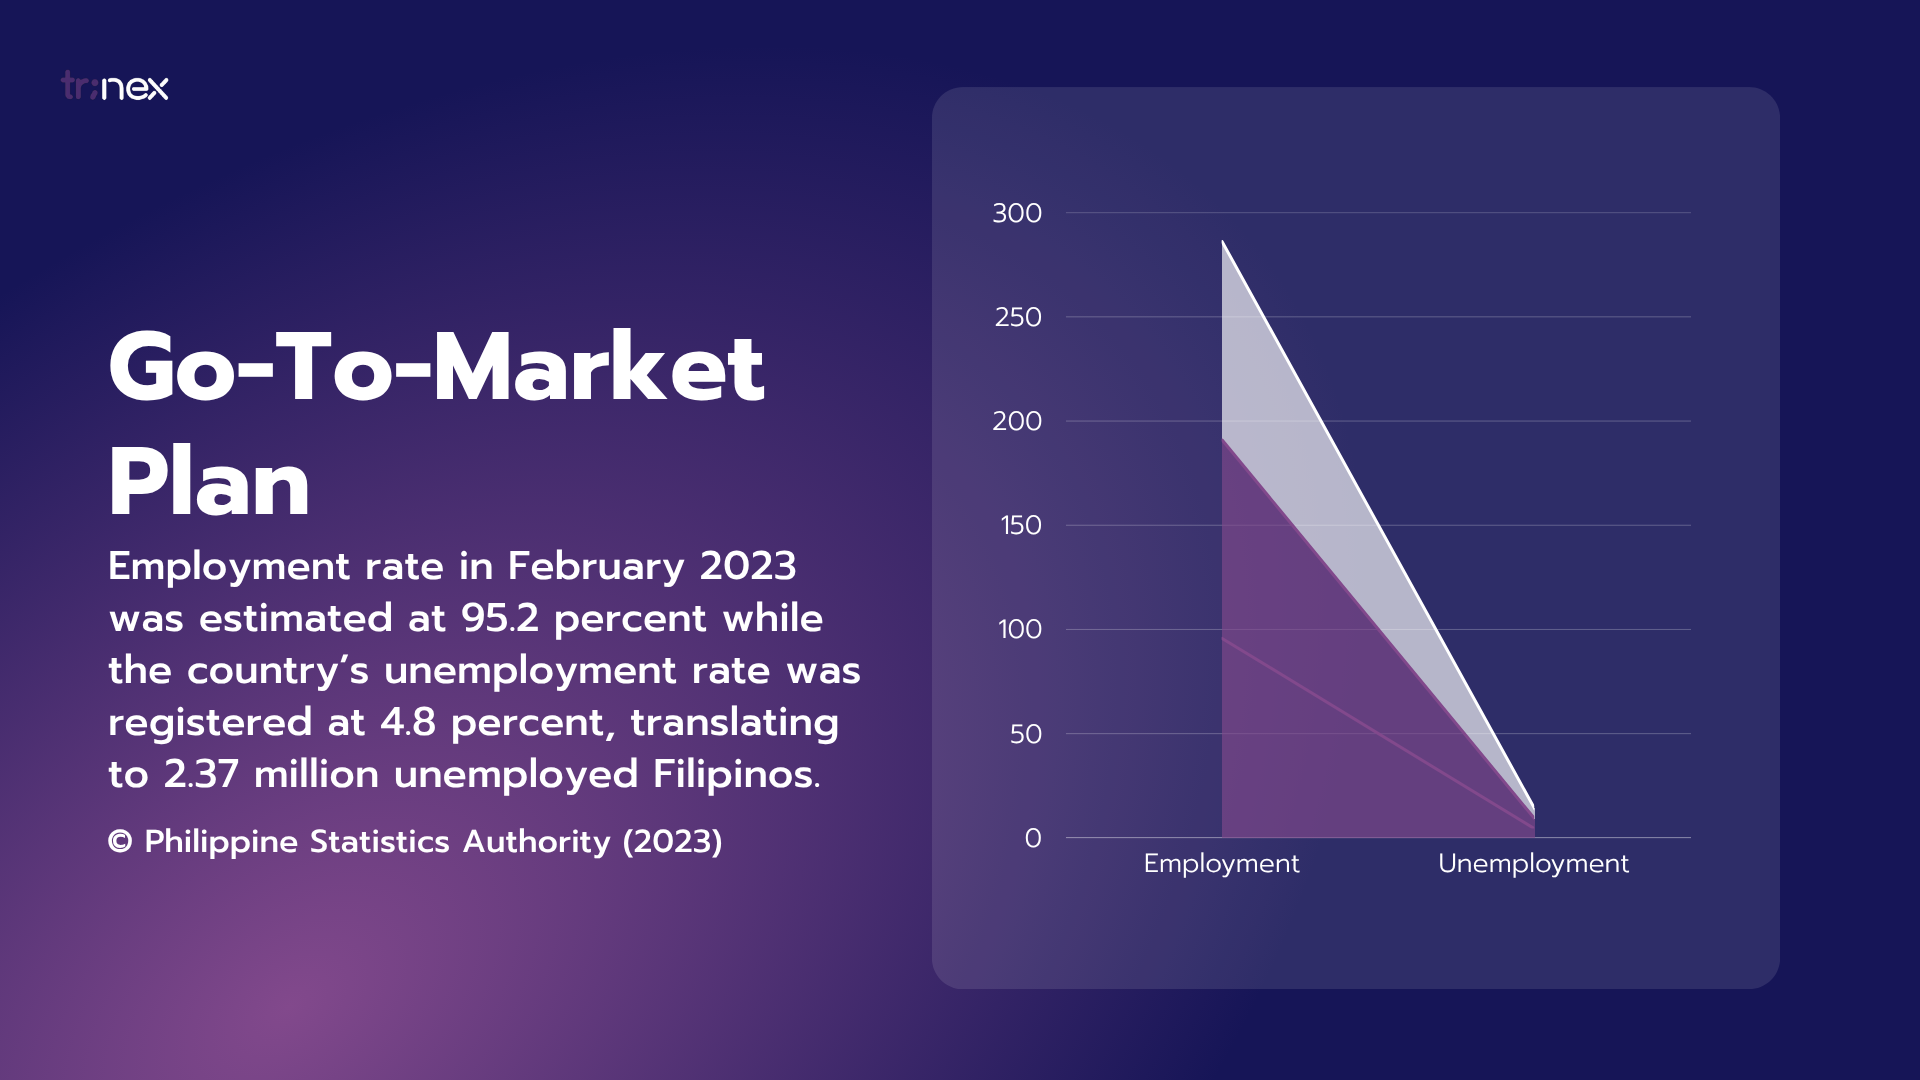 tr;nex
Go-To-Market
Plan
Employment rate in February 2023
was estimated at 95.2 percent while
the country’s unemployment rate was
registered at 4.8 percent, translating
to 2.37 million unemployed Filipinos.
© Philippine Statistics Authority (2023)
300
250
200
150
100
50
0
Employment
Unemployment